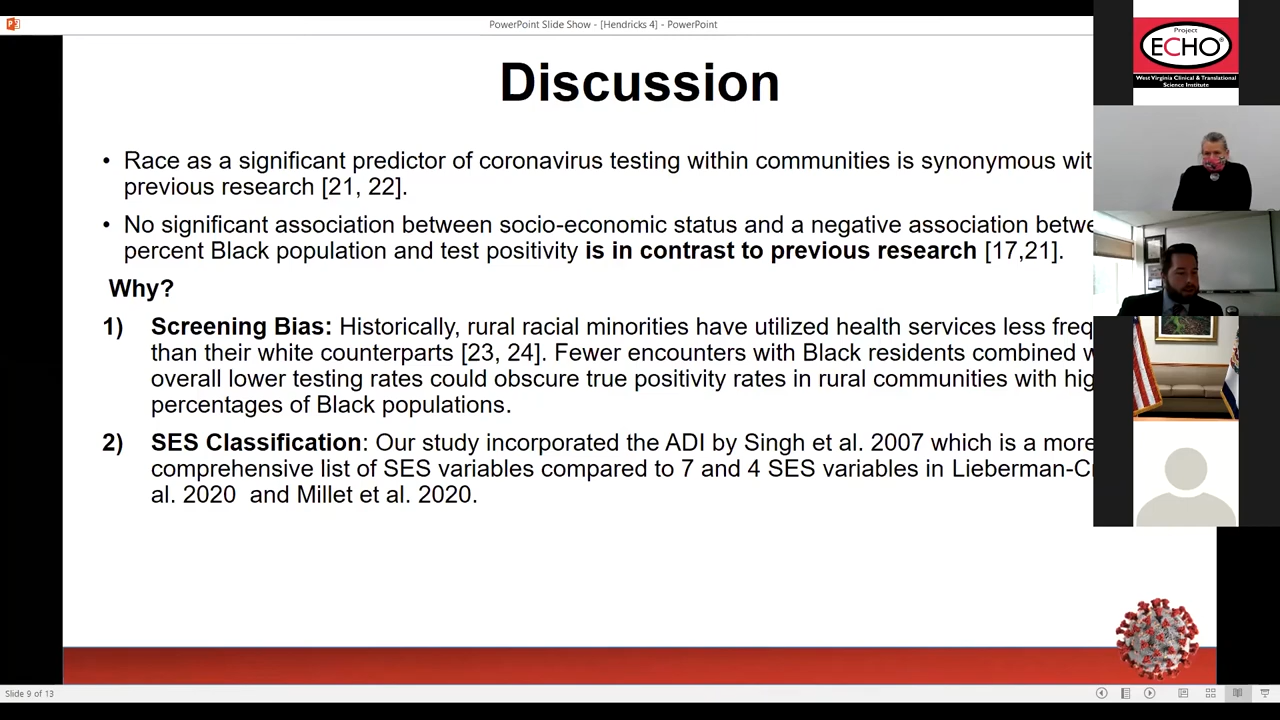 PowerPoint Slide Show - [Hendricks 4] - PowerPoint
Project
ECHO®
West Virginia Clinical & Translational
Science Institute
Discussion
• Race as a significant predictor of coronavirus testing within communities is synonymous wit
previous research [21, 22].
• No significant association between socio-economic status and a negative association betwe
percent Black population and test positivity is in contrast to previous research [17,21].
Why?
1) Screening Bias: Historically, rural racial minorities have utilized health services less freq
than their white counterparts [23, 24]. Fewer encounters with Black residents combined w
overall lower testing rates could obscure true positivity rates in rural communities with hig
percentages of Black populations.
2) SES Classification: Our study incorporated the ADI by Singh et al. 2007 which is a more
comprehensive list of SES variables compared to 7 and 4 SES variables in Lieberman-Cr
al. 2020 and Millet et al. 2020.
Slide 9 of 13